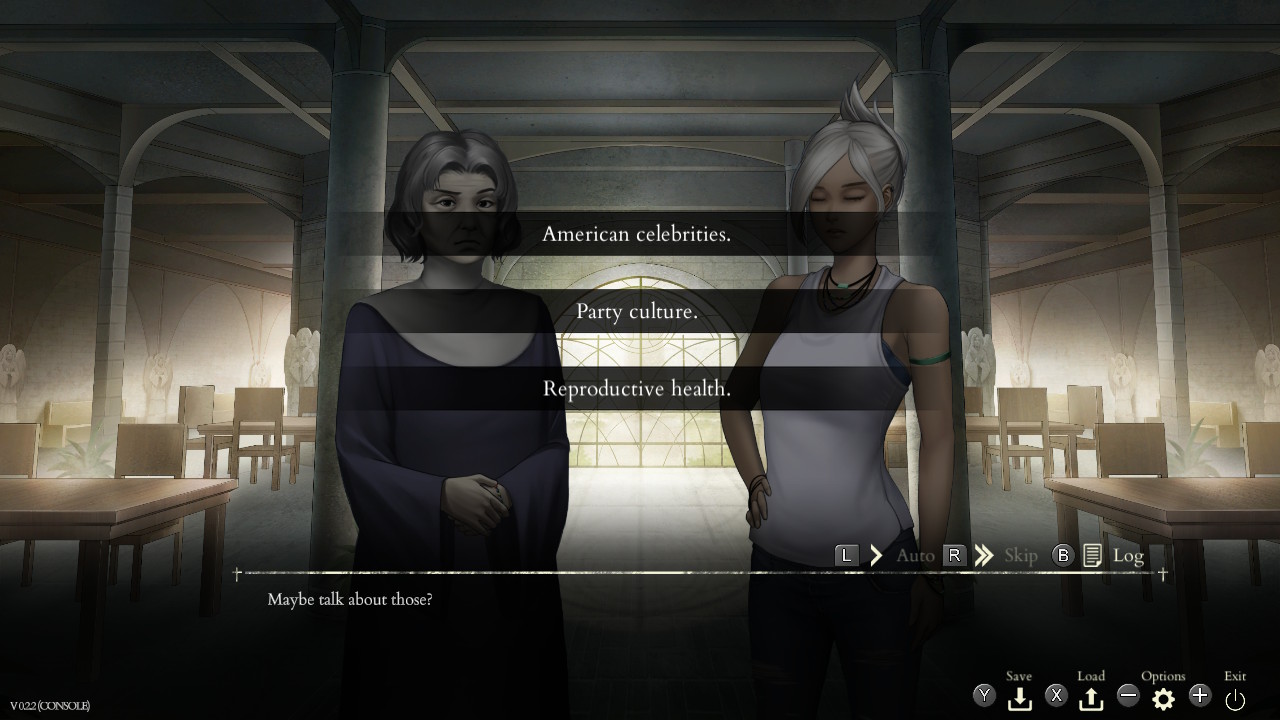 American celebrities.
Party culture.
Reproductive health.
L Auto R Skip B Log
Maybe talk about those?
Save Load Options Exit
Y X − +
V 0.2.2 (CONSOLE)